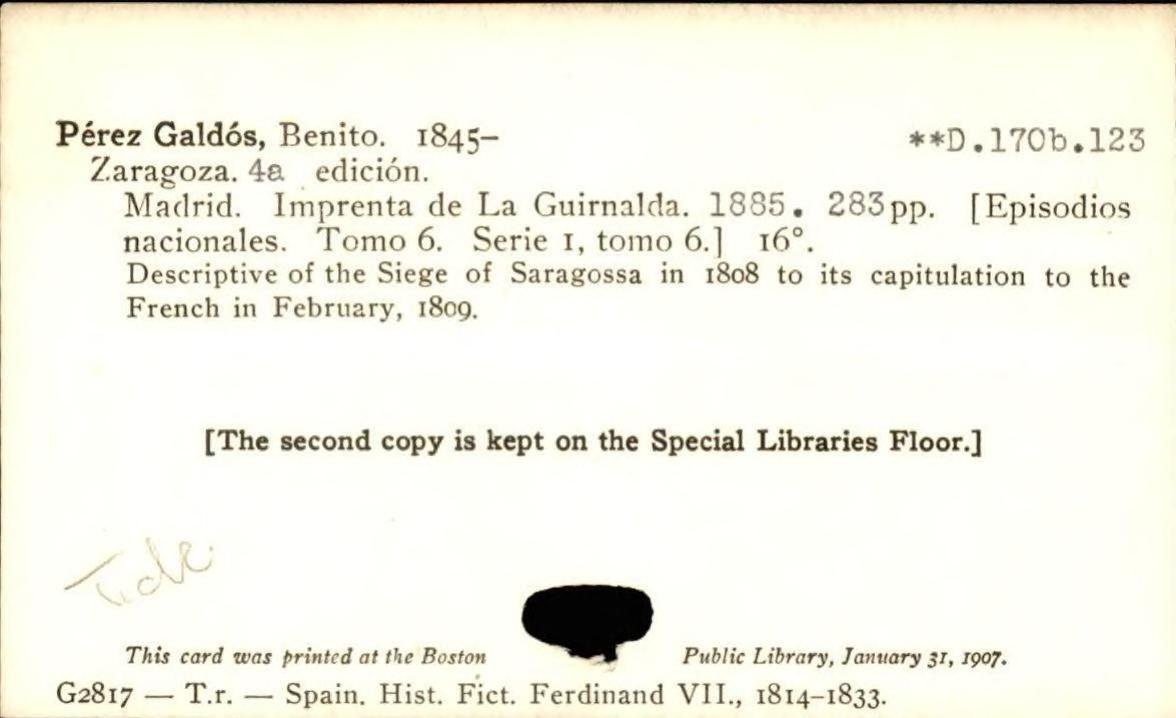 Pérez Galdós, Benito. 1845– **D.170b.123
Zaragoza. 4a edición.
Madrid. Imprenta de La Guirnalda. 1885. 283pp. [Episodios
nacionales. Tomo 6. Serie 1, tomo 6.] 16°.
Descriptive of the Siege of Saragossa in 1808 to its capitulation to the
French in February, 1809.
[The second copy is kept on the Special Libraries Floor.]
This card was printed at the Boston Public Library, January 31, 1907.
G2817 — T.r. — Spain. Hist. Fict. Ferdinand VII., 1814–1833.